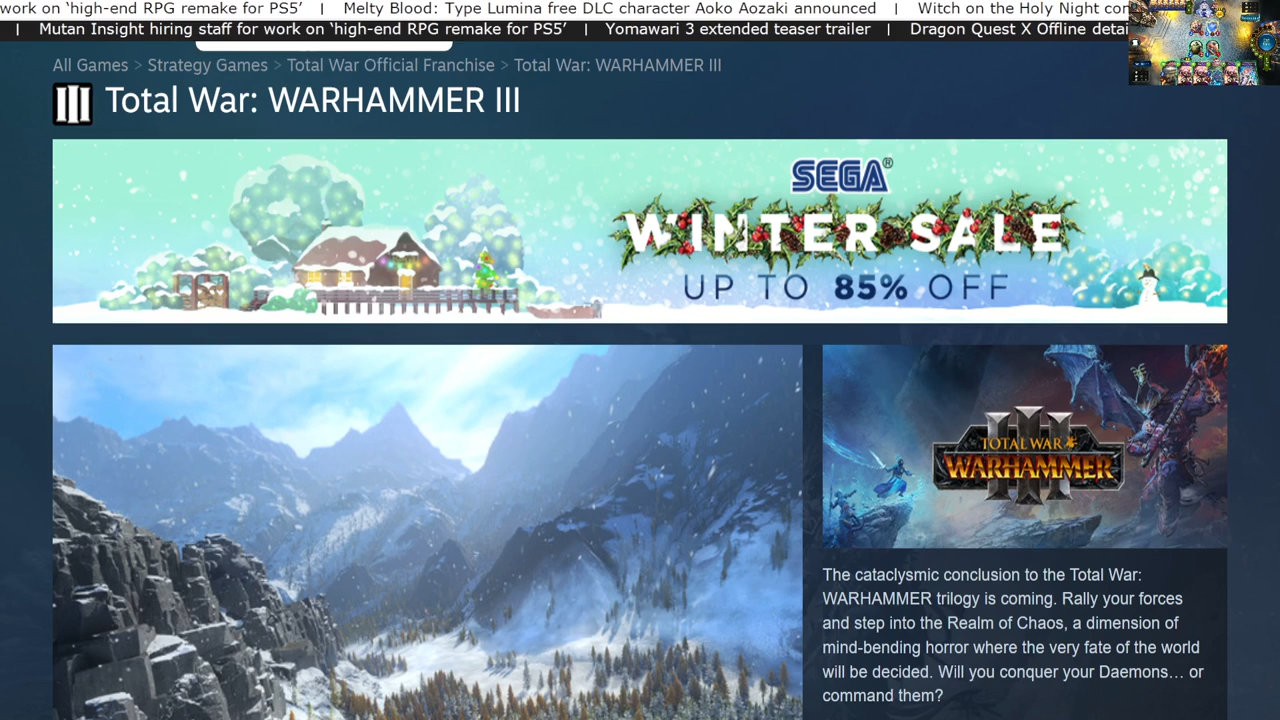 work on ‘high-end RPG remake for PS5’ | Melty Blood: Type Lumina free DLC character Aoko Aozaki announced | Witch on the Holy Night
| Mutan Insight hiring staff for work on ‘high-end RPG remake for PS5’ | Yomawari 3 extended teaser trailer | Dragon Quest X Offline
All Games > Strategy Games > Total War Official Franchise > Total War: WARHAMMER III
III Total War: WARHAMMER III
SEGA®
WINTER SALE
UP TO 85% OFF
TOTAL WAR
WARHAMMER
III
The cataclysmic conclusion to the Total War:
WARHAMMER trilogy is coming. Rally your forces
and step into the Realm of Chaos, a dimension of
mind-bending horror where the very fate of the world
will be decided. Will you conquer your Daemons... or
command them?